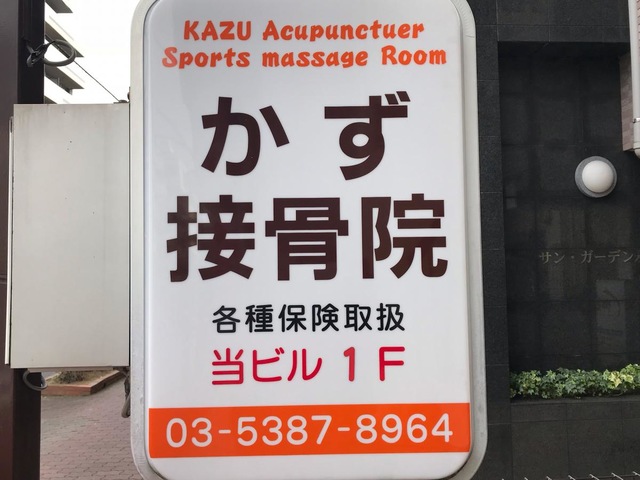 KAZU Acupunctuer
Sports massage Room
かず
接骨院
各種保険取扱
当ビル1F
03-5387-8964
サン・ガーデン